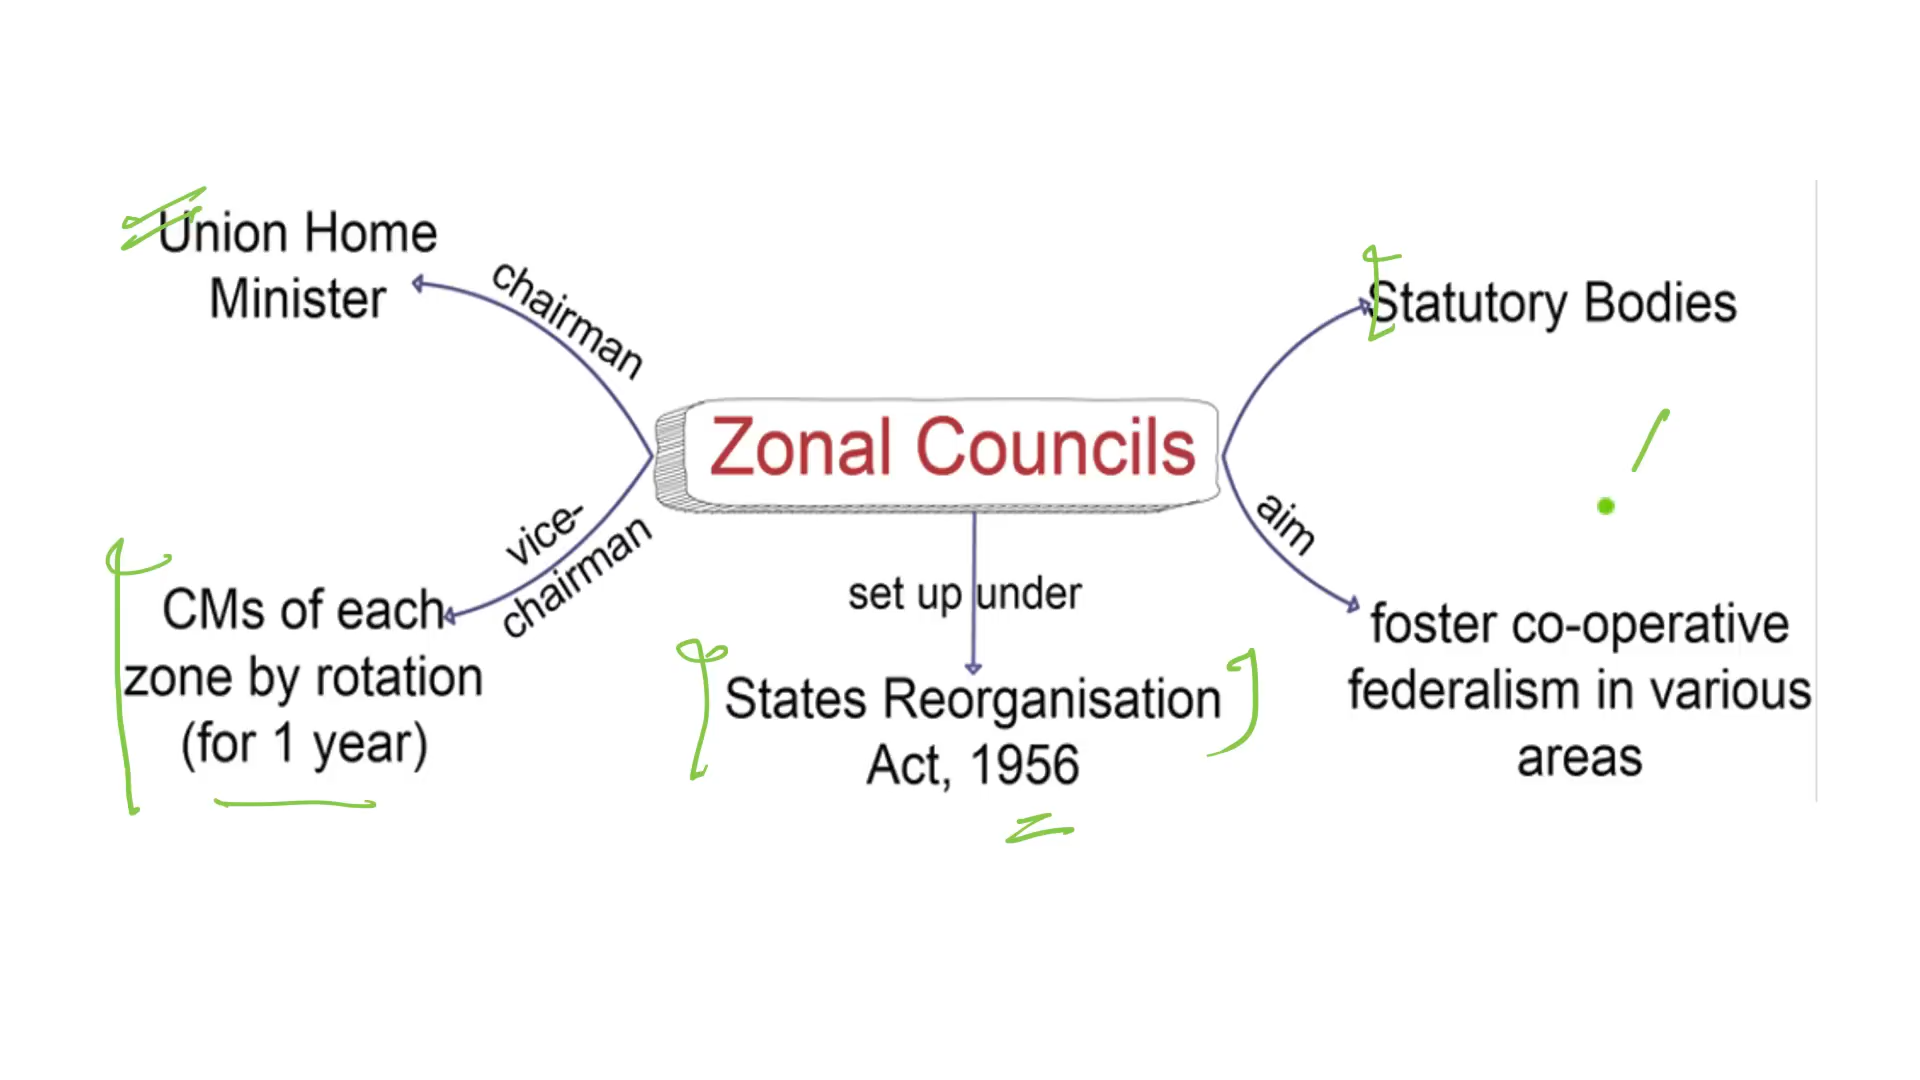 Union Home
Minister
chairman
Statutory Bodies
Zonal Councils
vice-
chairman
aim
CMs of each
zone by rotation
(for 1 year)
set up under
States Reorganisation
Act, 1956
foster co-operative
federalism in various
areas